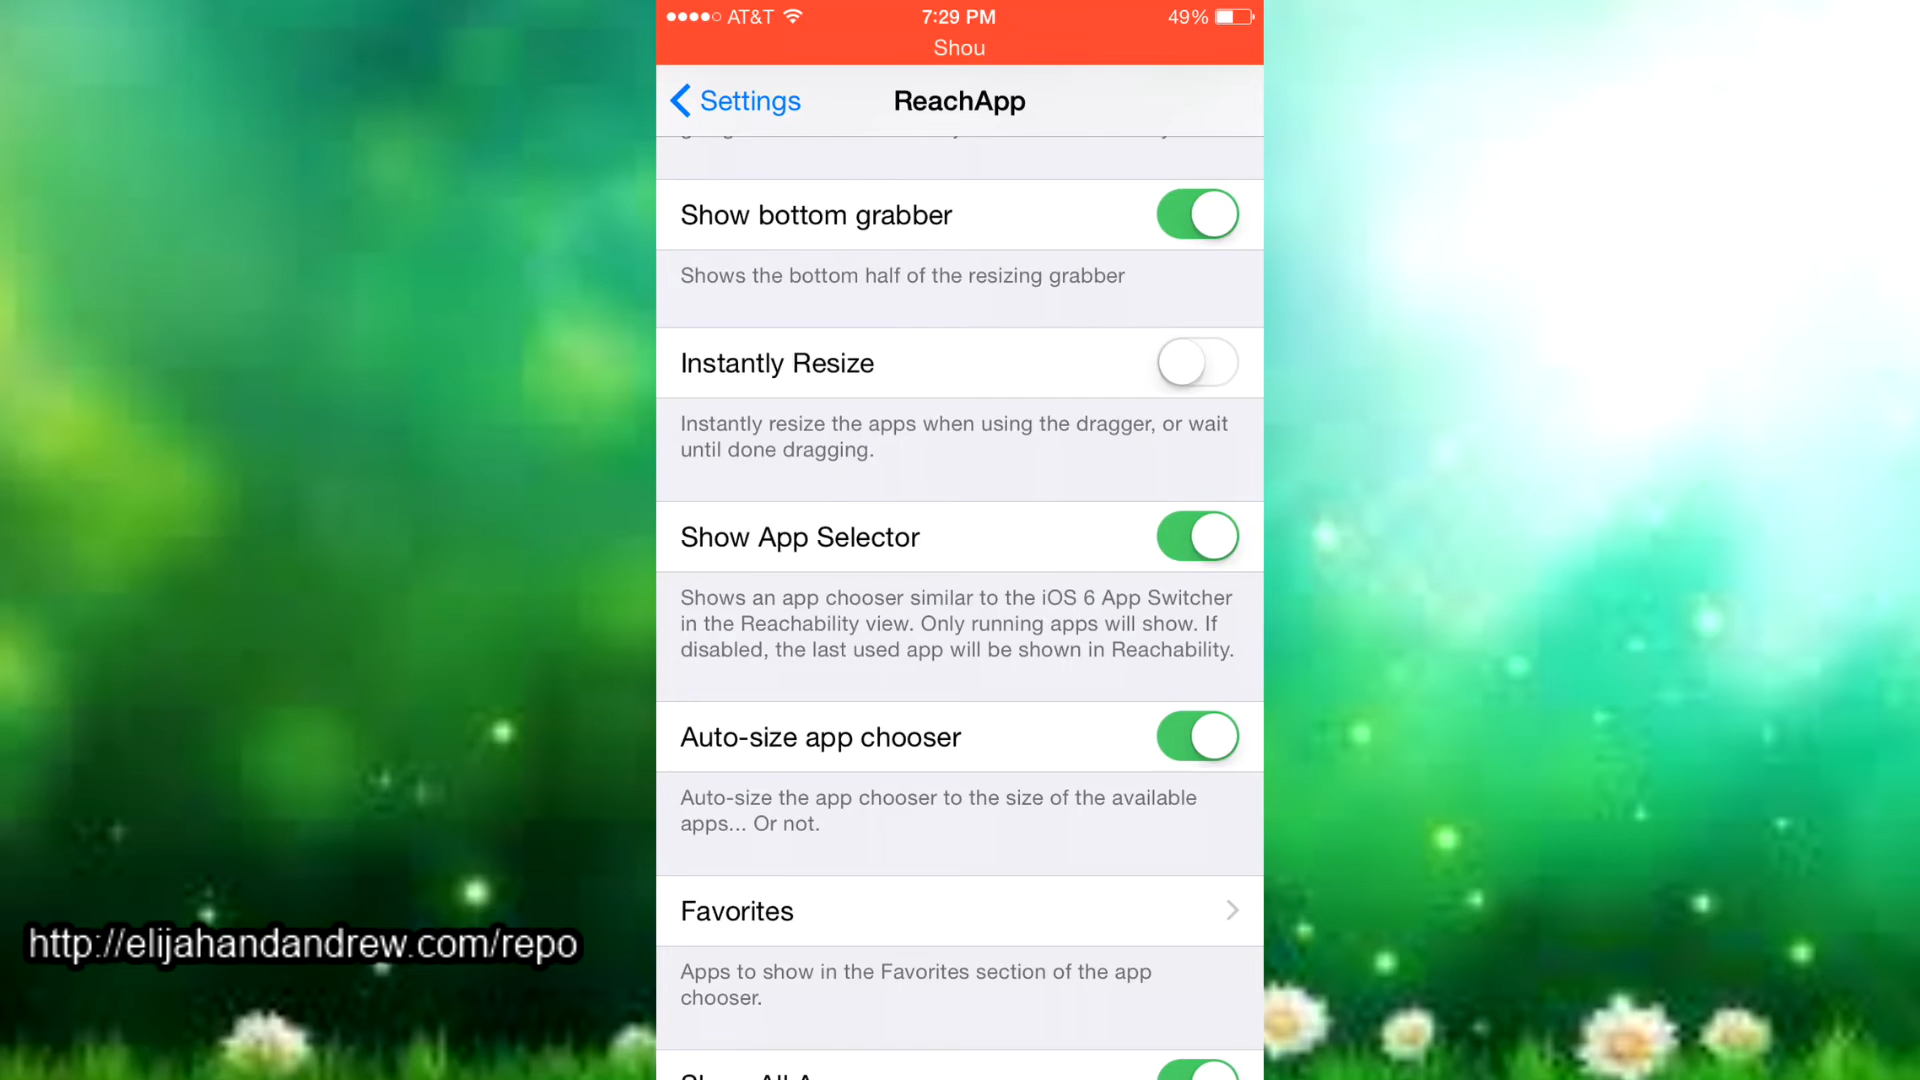 AT&T 7:29 PM 49%
Shou
Settings ReachApp
Show bottom grabber
Shows the bottom half of the resizing grabber
Instantly Resize
Instantly resize the apps when using the dragger, or wait
until done dragging.
Show App Selector
Shows an app chooser similar to the iOS 6 App Switcher
in the Reachability view. Only running apps will show. If
disabled, the last used app will be shown in Reachability.
Auto-size app chooser
Auto-size the app chooser to the size of the available
apps... Or not.
Favorites
Apps to show in the Favorites section of the app
chooser.
http://elijahandandrew.com/repo